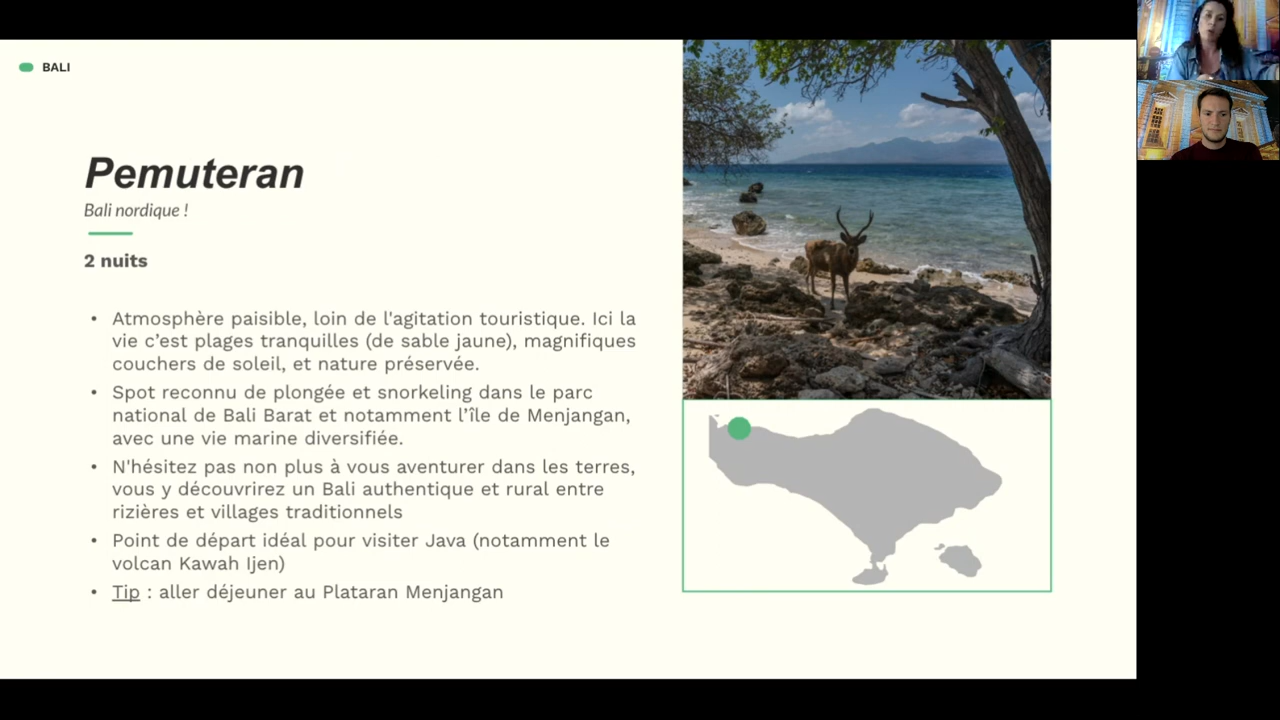 BALI
Pemuteran
Bali nordique !
2 nuits
• Atmosphère paisible, loin de l'agitation touristique. Ici la
vie c’est plages tranquilles (de sable jaune), magnifiques
couchers de soleil, et nature préservée.
• Spot reconnu de plongée et snorkeling dans le parc
national de Bali Barat et notamment l’île de Menjangan,
avec une vie marine diversifiée.
• N'hésitez pas non plus à vous aventurer dans les terres,
vous y découvrirez un Bali authentique et rural entre
rizières et villages traditionnels
• Point de départ idéal pour visiter Java (notamment le
volcan Kawah Ijen)
• Tip : aller déjeuner au Plataran Menjangan